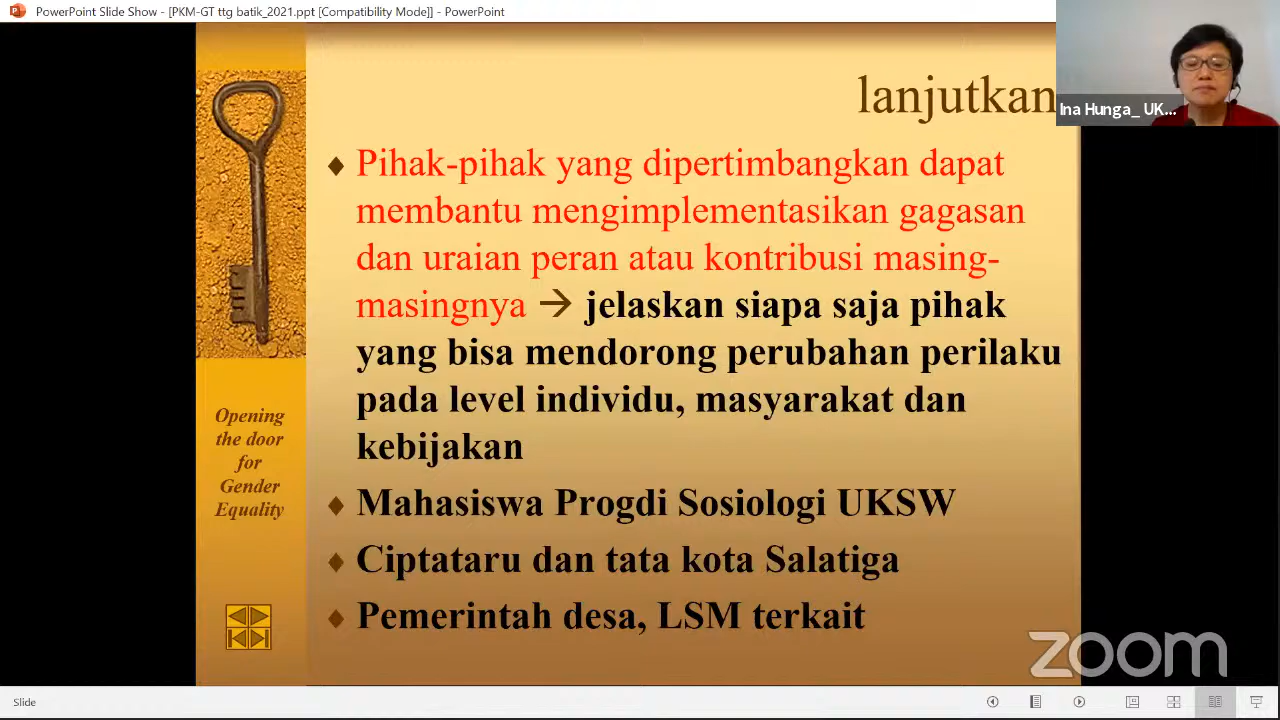 PowerPoint Slide Show - [PKM-GT ttg batik_2021.ppt [Compatibility Mode]] - PowerPoint
lanjutkan
Ina Hunga_ UK...
Pihak-pihak yang dipertimbangkan dapat
membantu mengimplementasikan gagasan
dan uraian peran atau kontribusi masing-
masingnya → jelaskan siapa saja pihak
yang bisa mendorong perubahan perilaku
pada level individu, masyarakat dan
kebijakan
Mahasiswa Progdi Sosiologi UKSW
Ciptataru dan tata kota Salatiga
Pemerintah desa, LSM terkait
Opening
the door
for
Gender
Equality
zoom
Slide